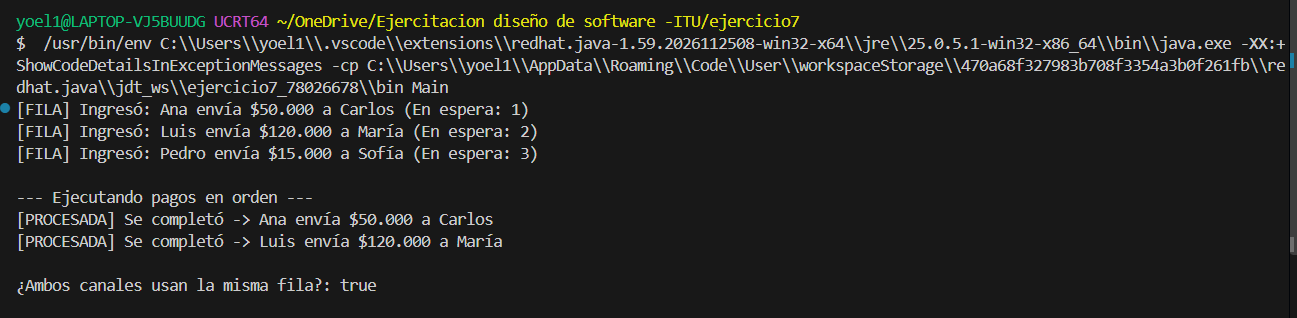 yoel1@LAPTOP-VJ5BUUDG UCRT64 ~/OneDrive/Ejercitacion diseño de software -ITU/ejercicio7
$  /usr/bin/env C:\\Users\\yoel1\\.vscode\\extensions\\redhat.java-1.59.2026112508-win32-x64\\jre\\25.0.5.1-win32-x86_64\\bin\\java.exe -XX:+
ShowCodeDetailsInExceptionMessages -cp C:\\Users\\yoel1\\AppData\\Roaming\\Code\\User\\workspaceStorage\\470a68f327983b708f3354a3b0f261fb\\re
dhat.java\\jdt_ws\\ejercicio7_78026678\\bin Main
[FILA] Ingresó: Ana envía $50.000 a Carlos (En espera: 1)
[FILA] Ingresó: Luis envía $120.000 a María (En espera: 2)
[FILA] Ingresó: Pedro envía $15.000 a Sofía (En espera: 3)

--- Ejecutando pagos en orden ---
[PROCESADA] Se completó -> Ana envía $50.000 a Carlos
[PROCESADA] Se completó -> Luis envía $120.000 a María

¿Ambos canales usan la misma fila?: true